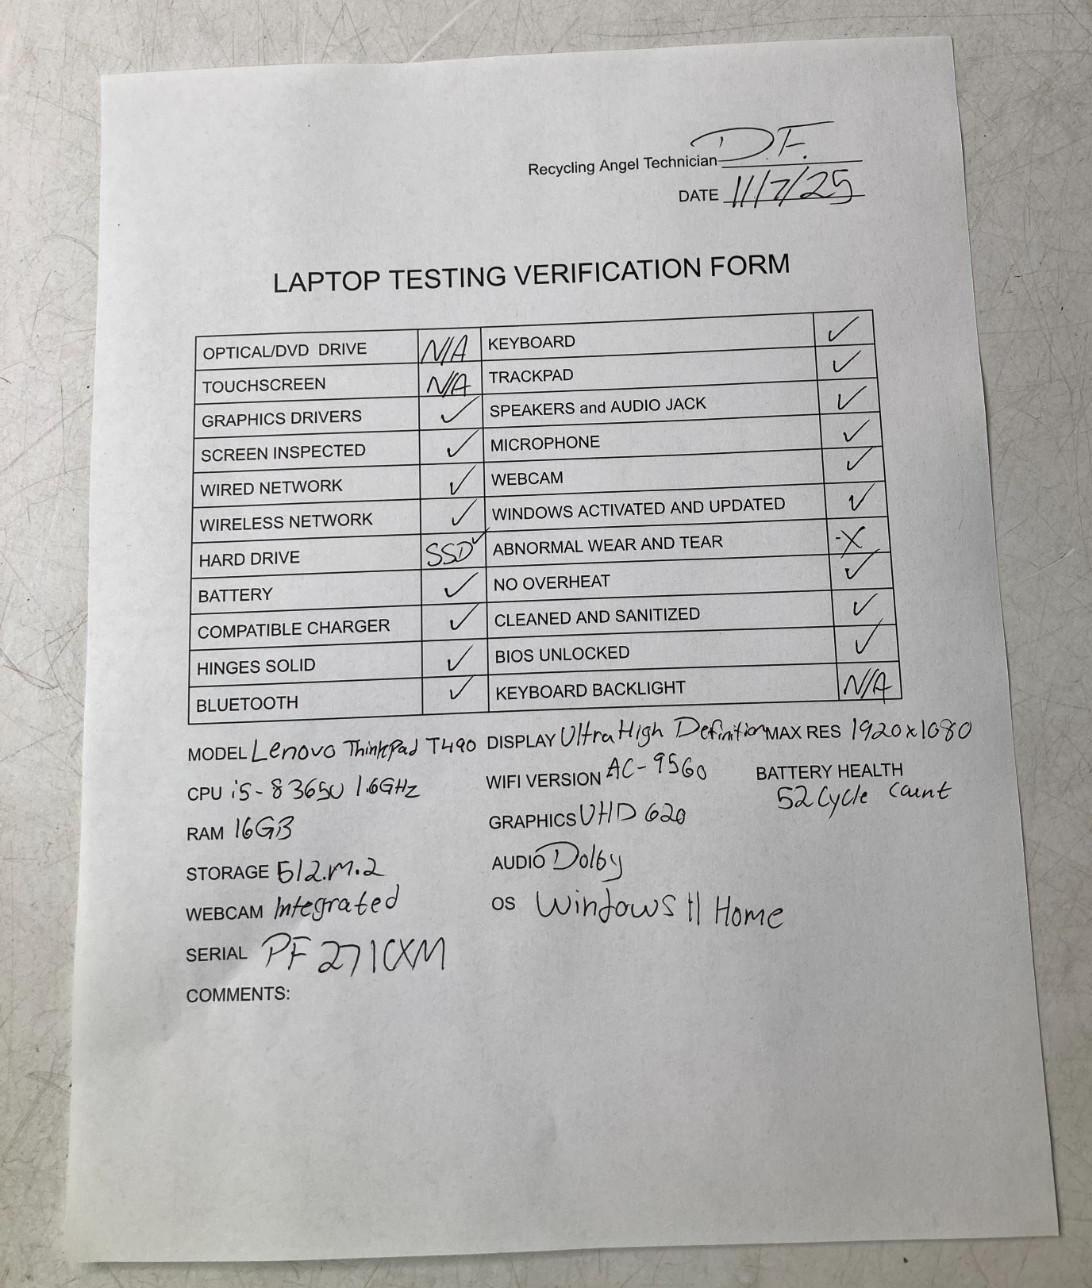 Recycling Angel Technician D.F.
DATE 11/7/25
LAPTOP TESTING VERIFICATION FORM
OPTICAL/DVD DRIVE N/A KEYBOARD ✓
TOUCHSCREEN N/A TRACKPAD ✓
GRAPHICS DRIVERS ✓ SPEAKERS and AUDIO JACK ✓
SCREEN INSPECTED ✓ MICROPHONE ✓
WIRED NETWORK ✓ WEBCAM ✓
WIRELESS NETWORK ✓ WINDOWS ACTIVATED AND UPDATED ✓
HARD DRIVE SSD ✓ ABNORMAL WEAR AND TEAR -X
BATTERY ✓ NO OVERHEAT ✓
COMPATIBLE CHARGER ✓ CLEANED AND SANITIZED ✓
HINGES SOLID ✓ BIOS UNLOCKED ✓
BLUETOOTH ✓ KEYBOARD BACKLIGHT N/A
MODEL Lenovo ThinkPad T490 DISPLAY Ultra High Definition MAX RES 1920x1080
CPU i5-8365U 1.6GHz WIFI VERSION AC-9560 BATTERY HEALTH
52 Cycle Count
RAM 16GB GRAPHICS UHD 620
STORAGE 512.M.2 AUDIO Dolby
WEBCAM Integrated OS Windows 11 Home
SERIAL PF271CXM
COMMENTS: